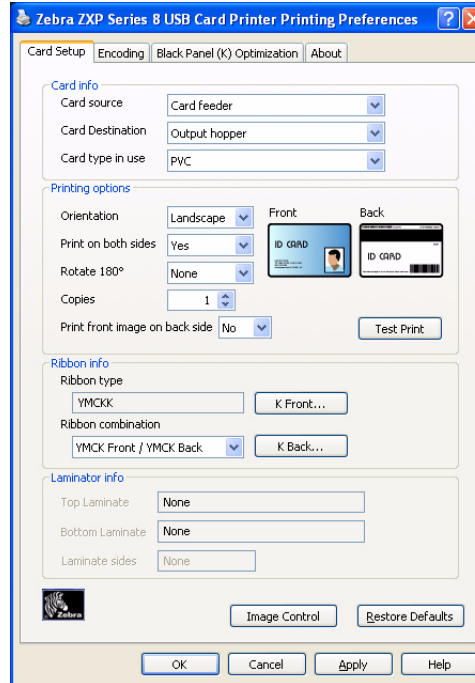 Zebra ZXP Series 8 USB Card Printer Printing Preferences
Card Setup Encoding Black Panel (K) Optimization About
Card info
Card source Card feeder
Card Destination Output hopper
Card type in use PVC
Printing options
Orientation Landscape Front Back
Print on both sides Yes
ID CARD ID CARD
Rotate 180° None
Copies 1
Print front image on back side No Test Print
Ribbon info
Ribbon type
YMCKK K Front...
Ribbon combination
YMCK Front / YMCK Back K Back...
Laminator info
Top Laminate None
Bottom Laminate None
Laminate sides None
Zebra
Image Control Restore Defaults
OK Cancel Apply Help